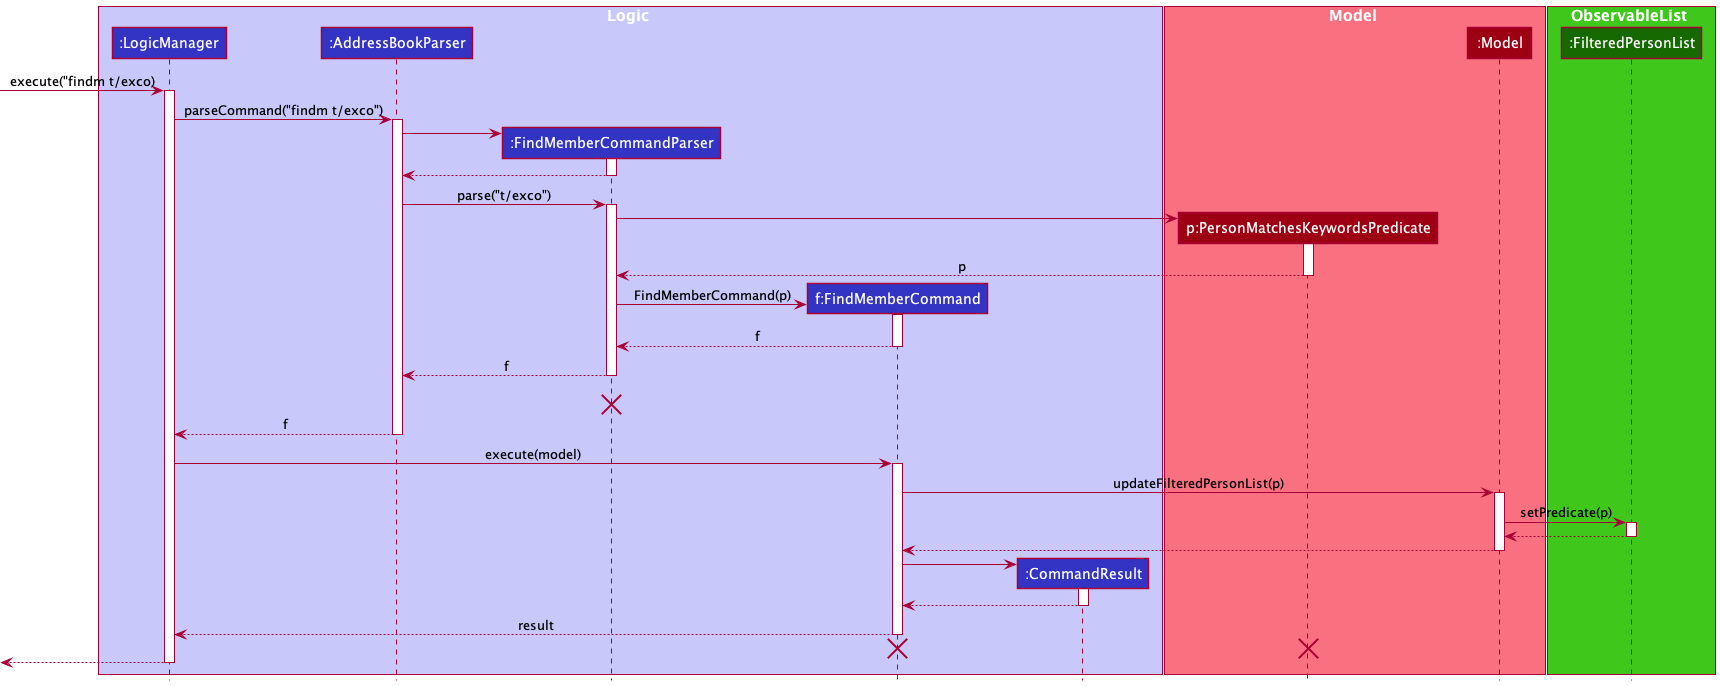 Logic
Model
ObservableList
:LogicManager
:AddressBookParser
:Model
:FilteredPersonList
execute("findm t/exco)
parseCommand("findm t/exco")
:FindMemberCommandParser
parse("t/exco")
p:PersonMatchesKeywordsPredicate
p
FindMemberCommand(p)
f:FindMemberCommand
f
f
f
execute(model)
updateFilteredPersonList(p)
setPredicate(p)
:CommandResult
result